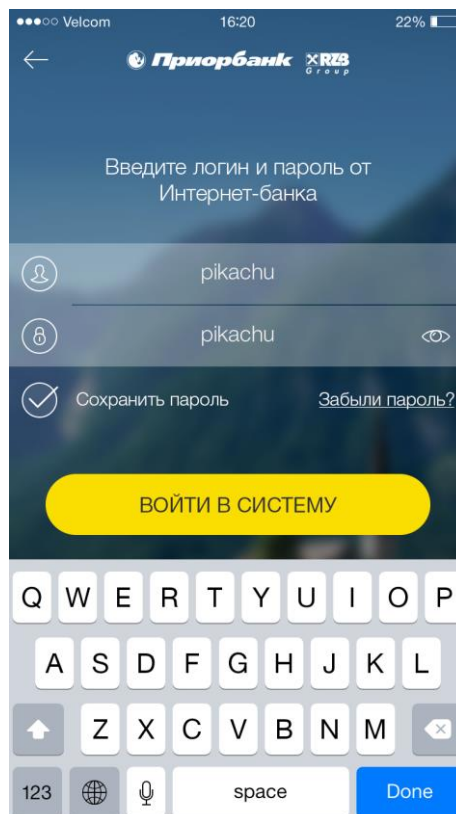 Velcom 16:20 22%
Приорбанк RZB
Group
Введите логин и пароль от
Интернет-банка
pikachu
pikachu
Сохранить пароль Забыли пароль?
ВОЙТИ В СИСТЕМУ
Q W E R T Y U I O P
A S D F G H J K L
Z X C V B N M
123 space Done